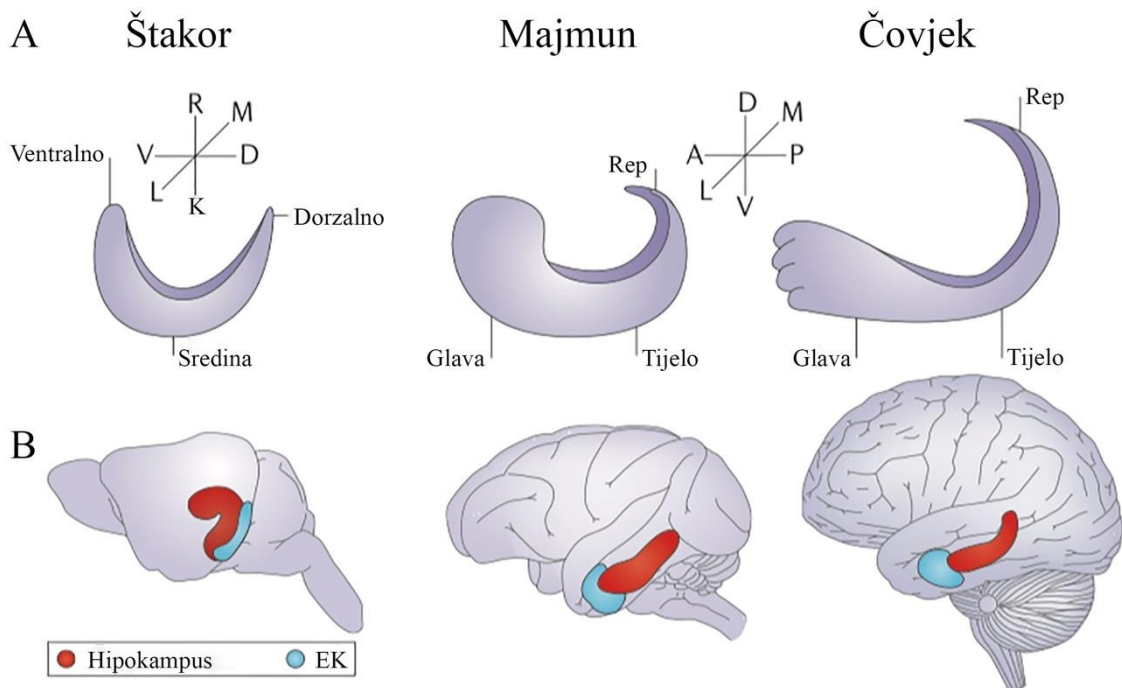 A
Štakor
Majmun
Čovjek
R
M
V
D
L
K
Ventralno
Dorzalno
Sredina
D
M
A
P
L
V
Rep
Glava
Tijelo
Rep
Glava
Tijelo
B
Hipokampus
EK